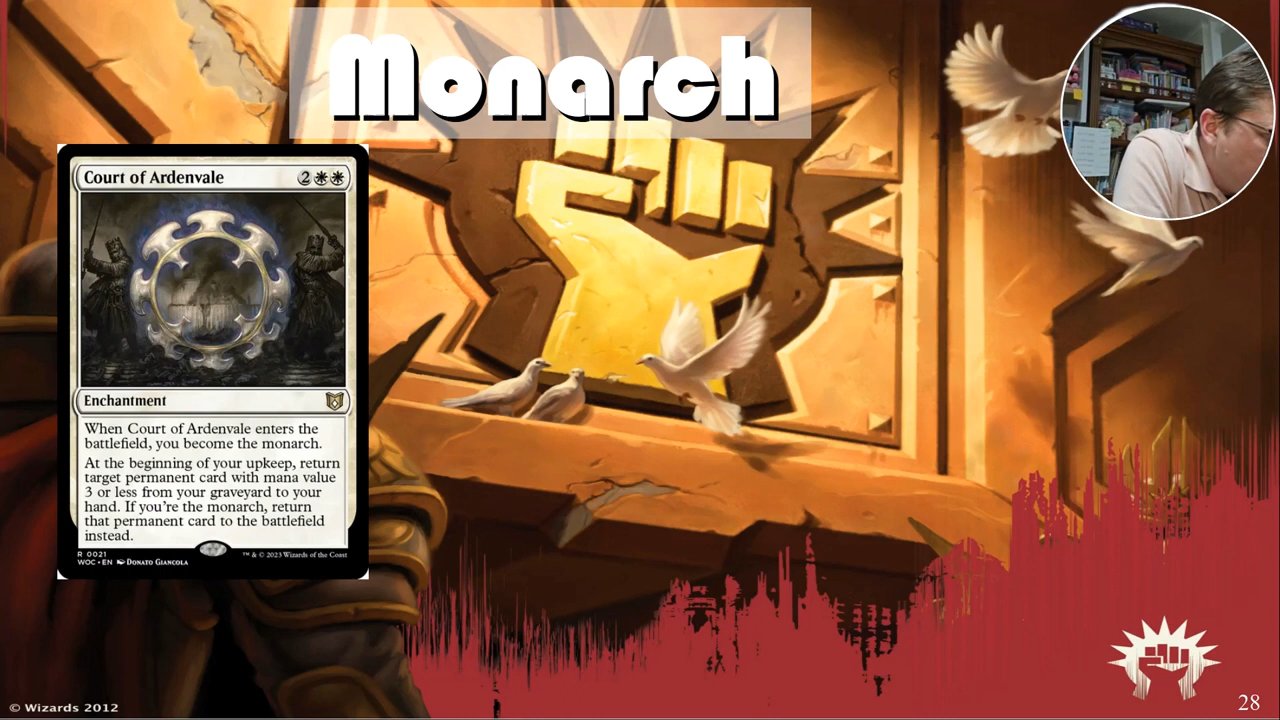 Monarch
Court of Ardenvale 2
Enchantment
When Court of Ardenvale enters the
battlefield, you become the monarch.
At the beginning of your upkeep, return
target permanent card with mana value
3 or less from your graveyard to your
hand. If you're the monarch, return
that permanent card to the battlefield
instead.
R 0021
WOC • EN DONATO GIANCOLA
™ & © 2023 Wizards of the Coast
© Wizards 2012
28